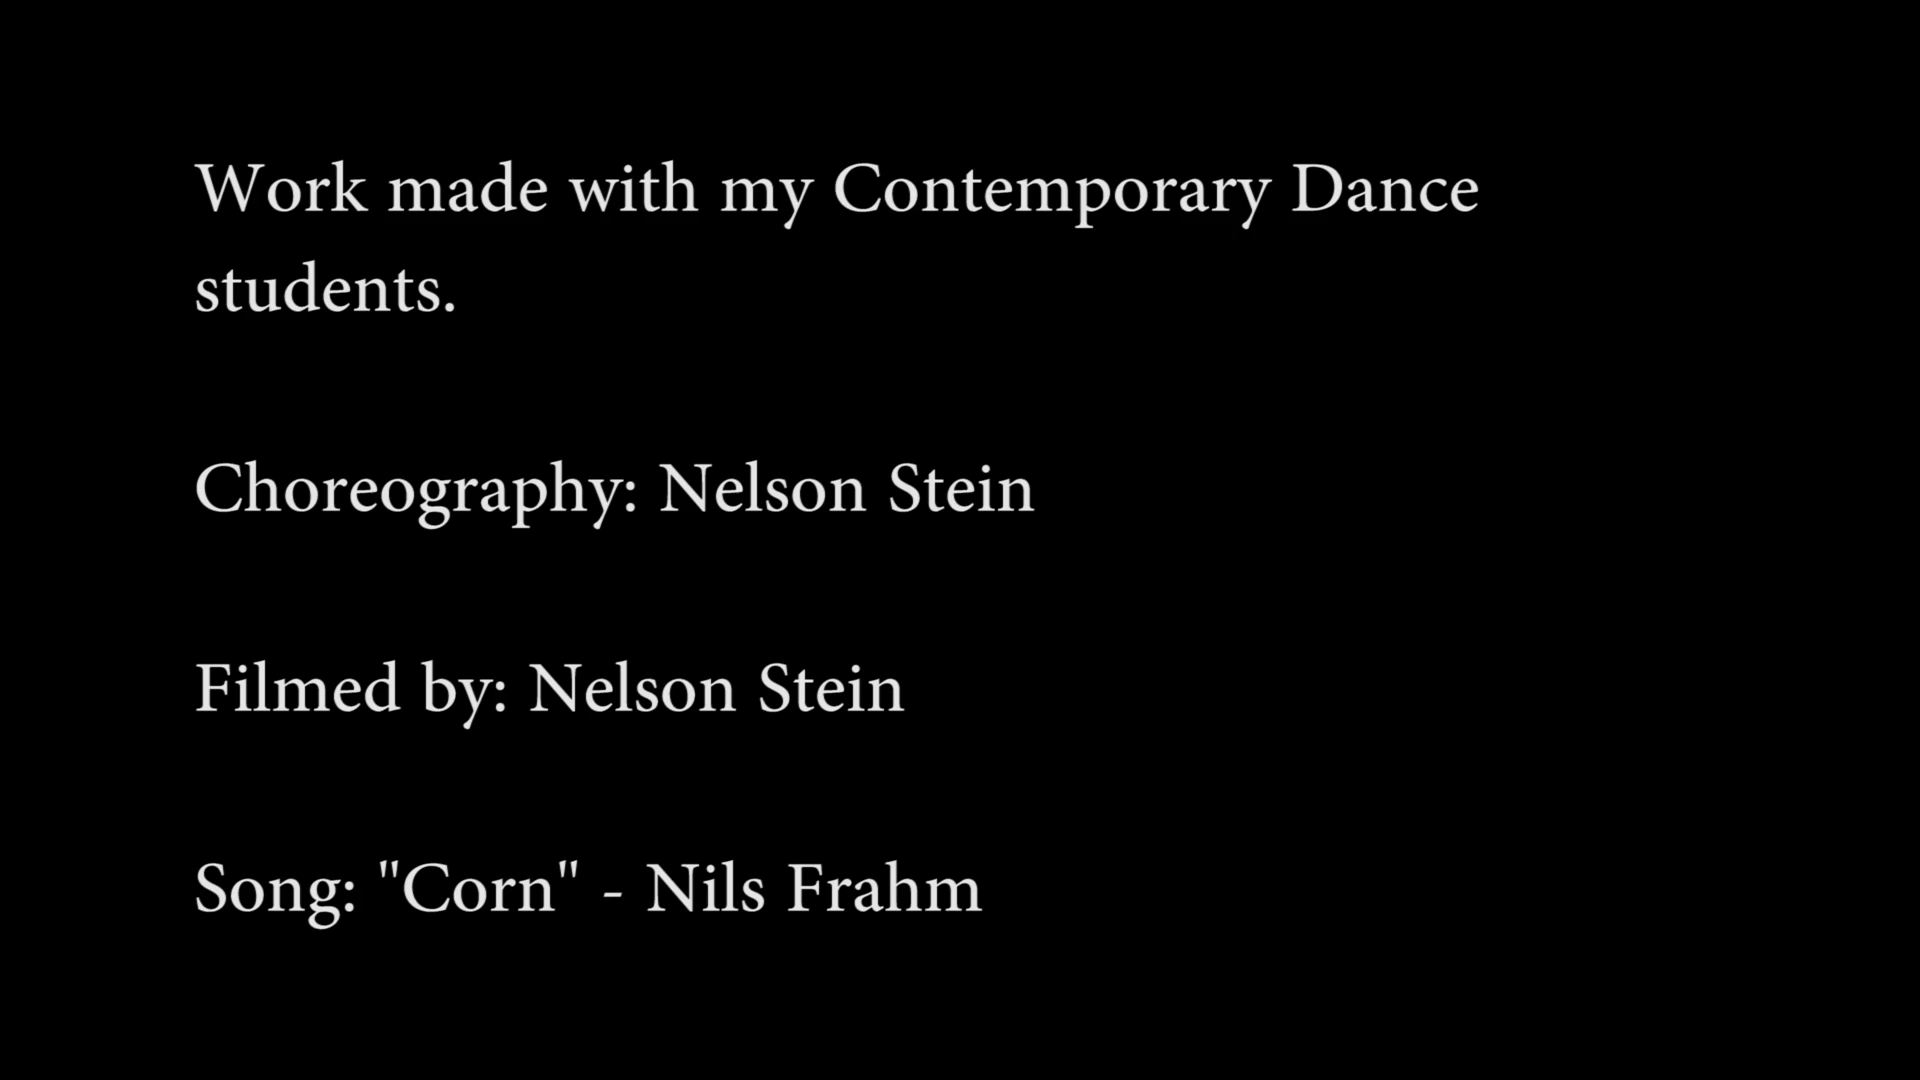 Work made with my Contemporary Dance
students.
Choreography: Nelson Stein
Filmed by: Nelson Stein
Song: "Corn" - Nils Frahm